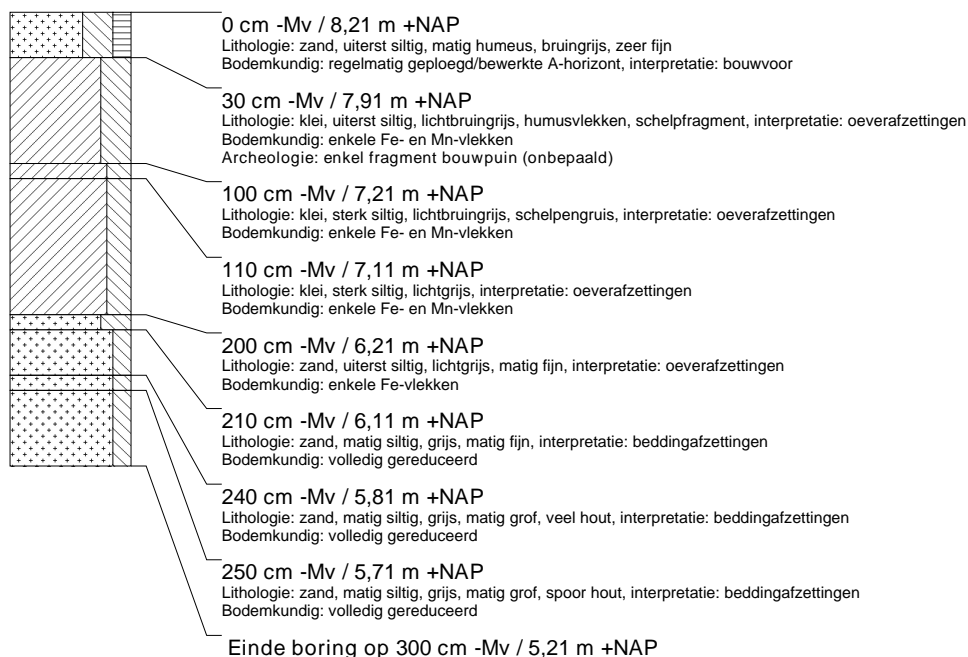 0 cm -Mv / 8,21 m +NAP
Lithologie: zand, uiterst siltig, matig humeus, bruingrijs, zeer fijn
Bodemkundig: regelmatig geploegd/bewerkte A-horizont, interpretatie: bouwvoor
30 cm -Mv / 7,91 m +NAP
Lithologie: klei, uiterst siltig, lichtbruingrijs, humusvlekken, schelpfragment, interpretatie: oeverafzettingen
Bodemkundig: enkele Fe- en Mn-vlekken
Archeologie: enkel fragment bouwpuin (onbepaald)
100 cm -Mv / 7,21 m +NAP
Lithologie: klei, sterk siltig, lichtbruingrijs, schelpengruis, interpretatie: oeverafzettingen
Bodemkundig: enkele Fe- en Mn-vlekken
110 cm -Mv / 7,11 m +NAP
Lithologie: klei, sterk siltig, lichtgrijs, interpretatie: oeverafzettingen
Bodemkundig: enkele Fe- en Mn-vlekken
200 cm -Mv / 6,21 m +NAP
Lithologie: zand, uiterst siltig, lichtgrijs, matig fijn, interpretatie: oeverafzettingen
Bodemkundig: enkele Fe-vlekken
210 cm -Mv / 6,11 m +NAP
Lithologie: zand, matig siltig, grijs, matig fijn, interpretatie: beddingafzettingen
Bodemkundig: volledig gereduceerd
240 cm -Mv / 5,81 m +NAP
Lithologie: zand, matig siltig, grijs, matig grof, veel hout, interpretatie: beddingafzettingen
Bodemkundig: volledig gereduceerd
250 cm -Mv / 5,71 m +NAP
Lithologie: zand, matig siltig, grijs, matig grof, spoor hout, interpretatie: beddingafzettingen
Bodemkundig: volledig gereduceerd
Einde boring op 300 cm -Mv / 5,21 m +NAP